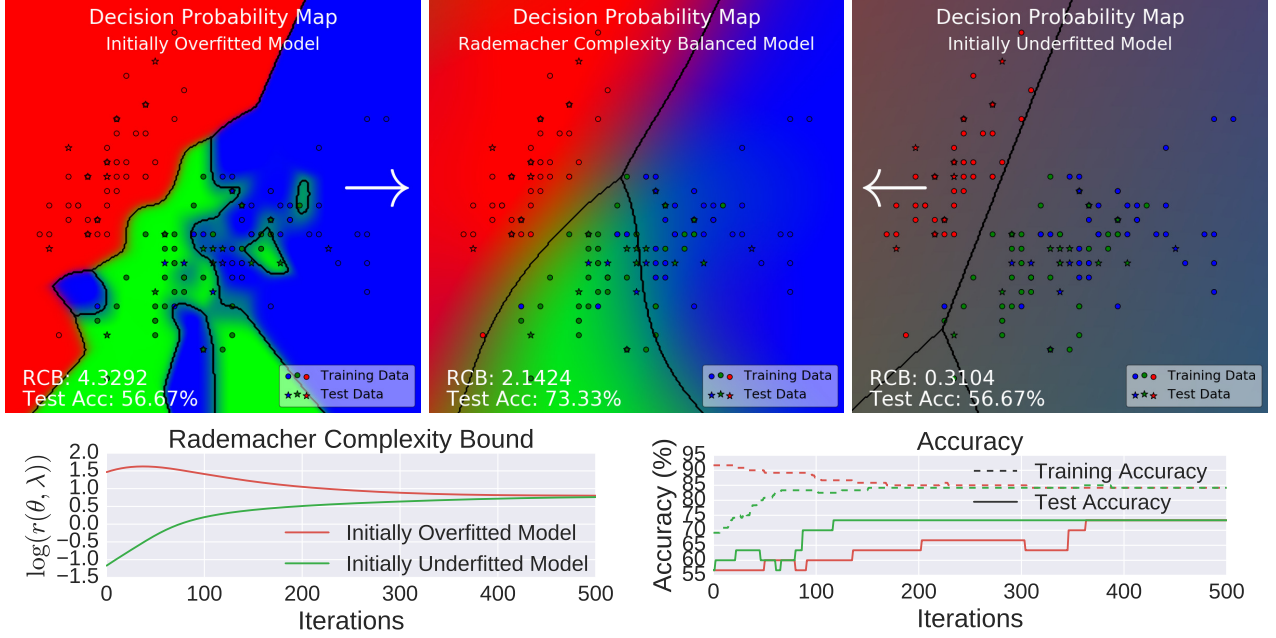 Decision Probability Map
Initially Overfitted Model
RCB: 4.3292
Test Acc: 56.67%
Training Data
Test Data
Decision Probability Map
Rademacher Complexity Balanced Model
RCB: 2.1424
Test Acc: 73.33%
Training Data
Test Data
Decision Probability Map
Initially Underfitted Model
RCB: 0.3104
Test Acc: 56.67%
Training Data
Test Data
Rademacher Complexity Bound
log(r(θ, λ))
2.0
1.5
1.0
0.5
0.0
−0.5
−1.0
−1.5
Initially Overfitted Model
Initially Underfitted Model
0 100 200 300 400 500
Iterations
Accuracy
Accuracy (%)
95
90
85
80
75
70
65
60
55
Training Accuracy
Test Accuracy
0 100 200 300 400 500
Iterations